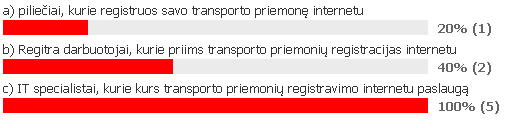 a) piliečiai, kurie registruos savo transporto priemonę internetu
20% (1)
b) Regitra darbuotojai, kurie priims transporto priemonių registracijas internetu
40% (2)
c) IT specialistai, kurie kurs transporto priemonių registravimo internetu paslaugą
100% (5)